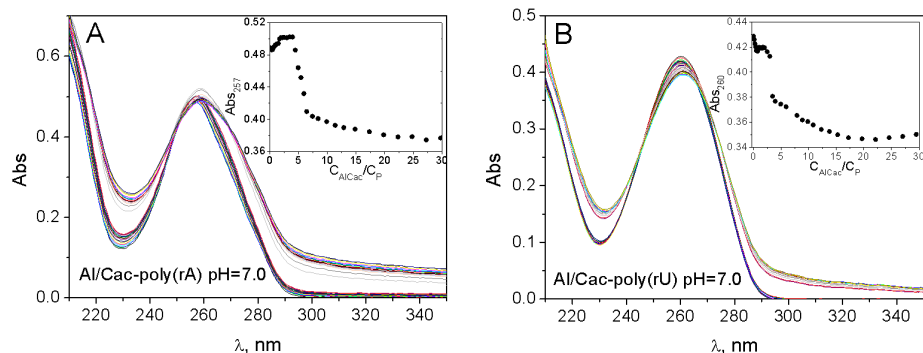 A
Abs
0.6
0.4
0.2
0.0
220 240 260 280 300 320 340
λ, nm
Al/Cac-poly(rA) pH=7.0
Abs257
0.52
0.48
0.44
0.40
0.36
0 5 10 15 20 25 30
CAlCac/CP
B
Abs
0.5
0.4
0.3
0.2
0.1
0.0
220 240 260 280 300 320 340
λ, nm
Al/Cac-poly(rU) pH=7.0
Abs260
0.44
0.42
0.40
0.38
0.36
0.34
0 5 10 15 20 25 30
CAlCac/CP